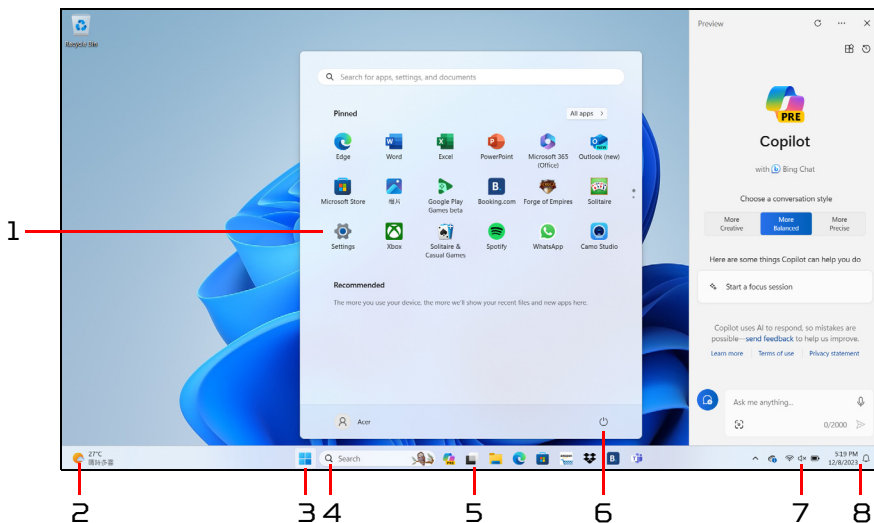 Recycle Bin
Search for apps, settings, and documents
Pinned
All apps >
Edge
Word
Excel
PowerPoint
Microsoft 365
(Office)
Outlook (new)
Microsoft Store
相片
Google Play
Games beta
Booking.com
Forge of Empires
Solitaire
Settings
Xbox
Solitaire &
Casual Games
Spotify
WhatsApp
Camo Studio
Recommended
The more you use your device, the more we'll show your recent files and new apps here.
Acer
Preview
PRE
Copilot
with Bing Chat
Choose a conversation style
More
Creative
More
Balanced
More
Precise
Here are some things Copilot can help you do
Start a focus session
Copilot uses AI to respond, so mistakes are
possible—send feedback to help us improve.
Learn more
Terms of use
Privacy statement
Ask me anything...
0/2000
27°C
晴時多雲
Search
5:19 PM
12/8/2023
1
2
3
4
5
6
7
8